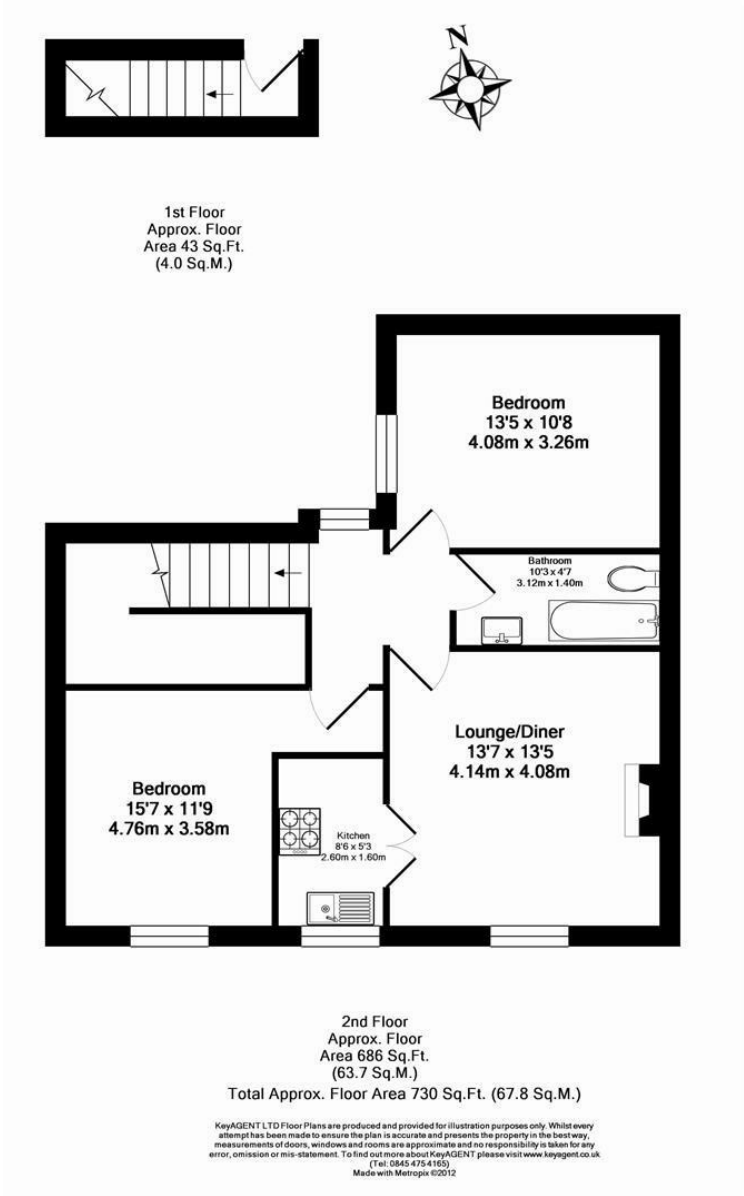 N
1st Floor
Approx. Floor
Area 43 Sq.Ft.
(4.0 Sq.M.)
Bedroom
13'5 x 10'8
4.08m x 3.26m
Bathroom
10'3 x 4'7
3.12m x 1.40m
Lounge/Diner
13'7 x 13'5
4.14m x 4.08m
Bedroom
15'7 x 11'9
4.76m x 3.58m
Kitchen
8'6 x 5'3
2.60m x 1.60m
2nd Floor
Approx. Floor
Area 686 Sq.Ft.
(63.7 Sq.M.)
Total Approx. Floor Area 730 Sq.Ft. (67.8 Sq.M.)
KeyAGENT LTD Floor Plans are produced and provided for illustration purposes only. Whilst every
attempt has been made to ensure the plan is accurate and presents the property in the best way,
measurements of doors, windows and rooms are approximate and no responsibility is taken for any
error, omission or mis-statement. To find out more about KeyAGENT please visit www.keyagent.co.uk
(Tel: 0845 475 4165)
Made with Metropix ©2012